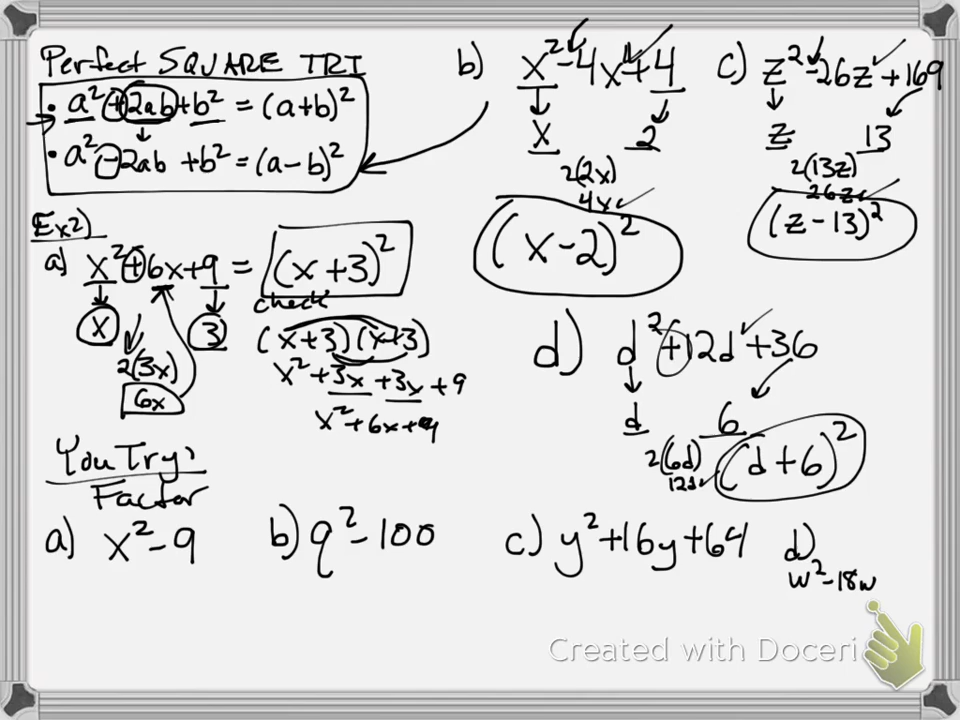 Perfect SQUARE TRI
• a² + 2ab + b² = (a+b)²
• a² - 2ab + b² = (a-b)²
Ex2)
a) x² + 6x + 9 = (x+3)²
x 3
2(3x)
6x
check
(x+3)(x+3)
x² + 3x + 3x + 9
x² + 6x + 9
b) x² - 4x + 4
x 2
2(2x)
4x ✓
(x-2)²
c) z² - 26z + 169
z 13
2(13z)
26z ✓
(z-13)²
d) d² + 12d + 36
d 6
2(6d)
12d ✓
(d+6)²
You Try:
Factor
a) x² - 9
b) q² - 100
c) y² + 16y + 64
d)
w² - 18w
Created with Doceri